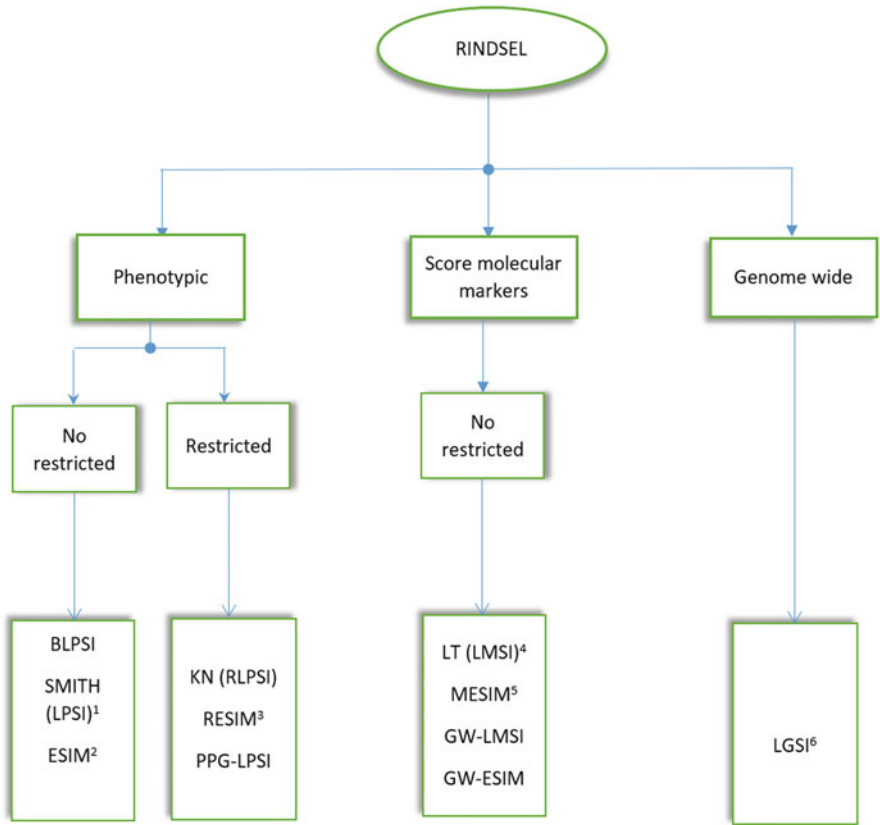 RINDSEL
Phenotypic
Score molecular
markers
Genome wide
No
restricted
Restricted
No
restricted
BLPSI
SMITH
(LPSI)¹
ESIM²
KN (RLPSI)
RESIM³
PPG-LPSI
LT (LMSI)⁴
MESIM⁵
GW-LMSI
GW-ESIM
LGSI⁶